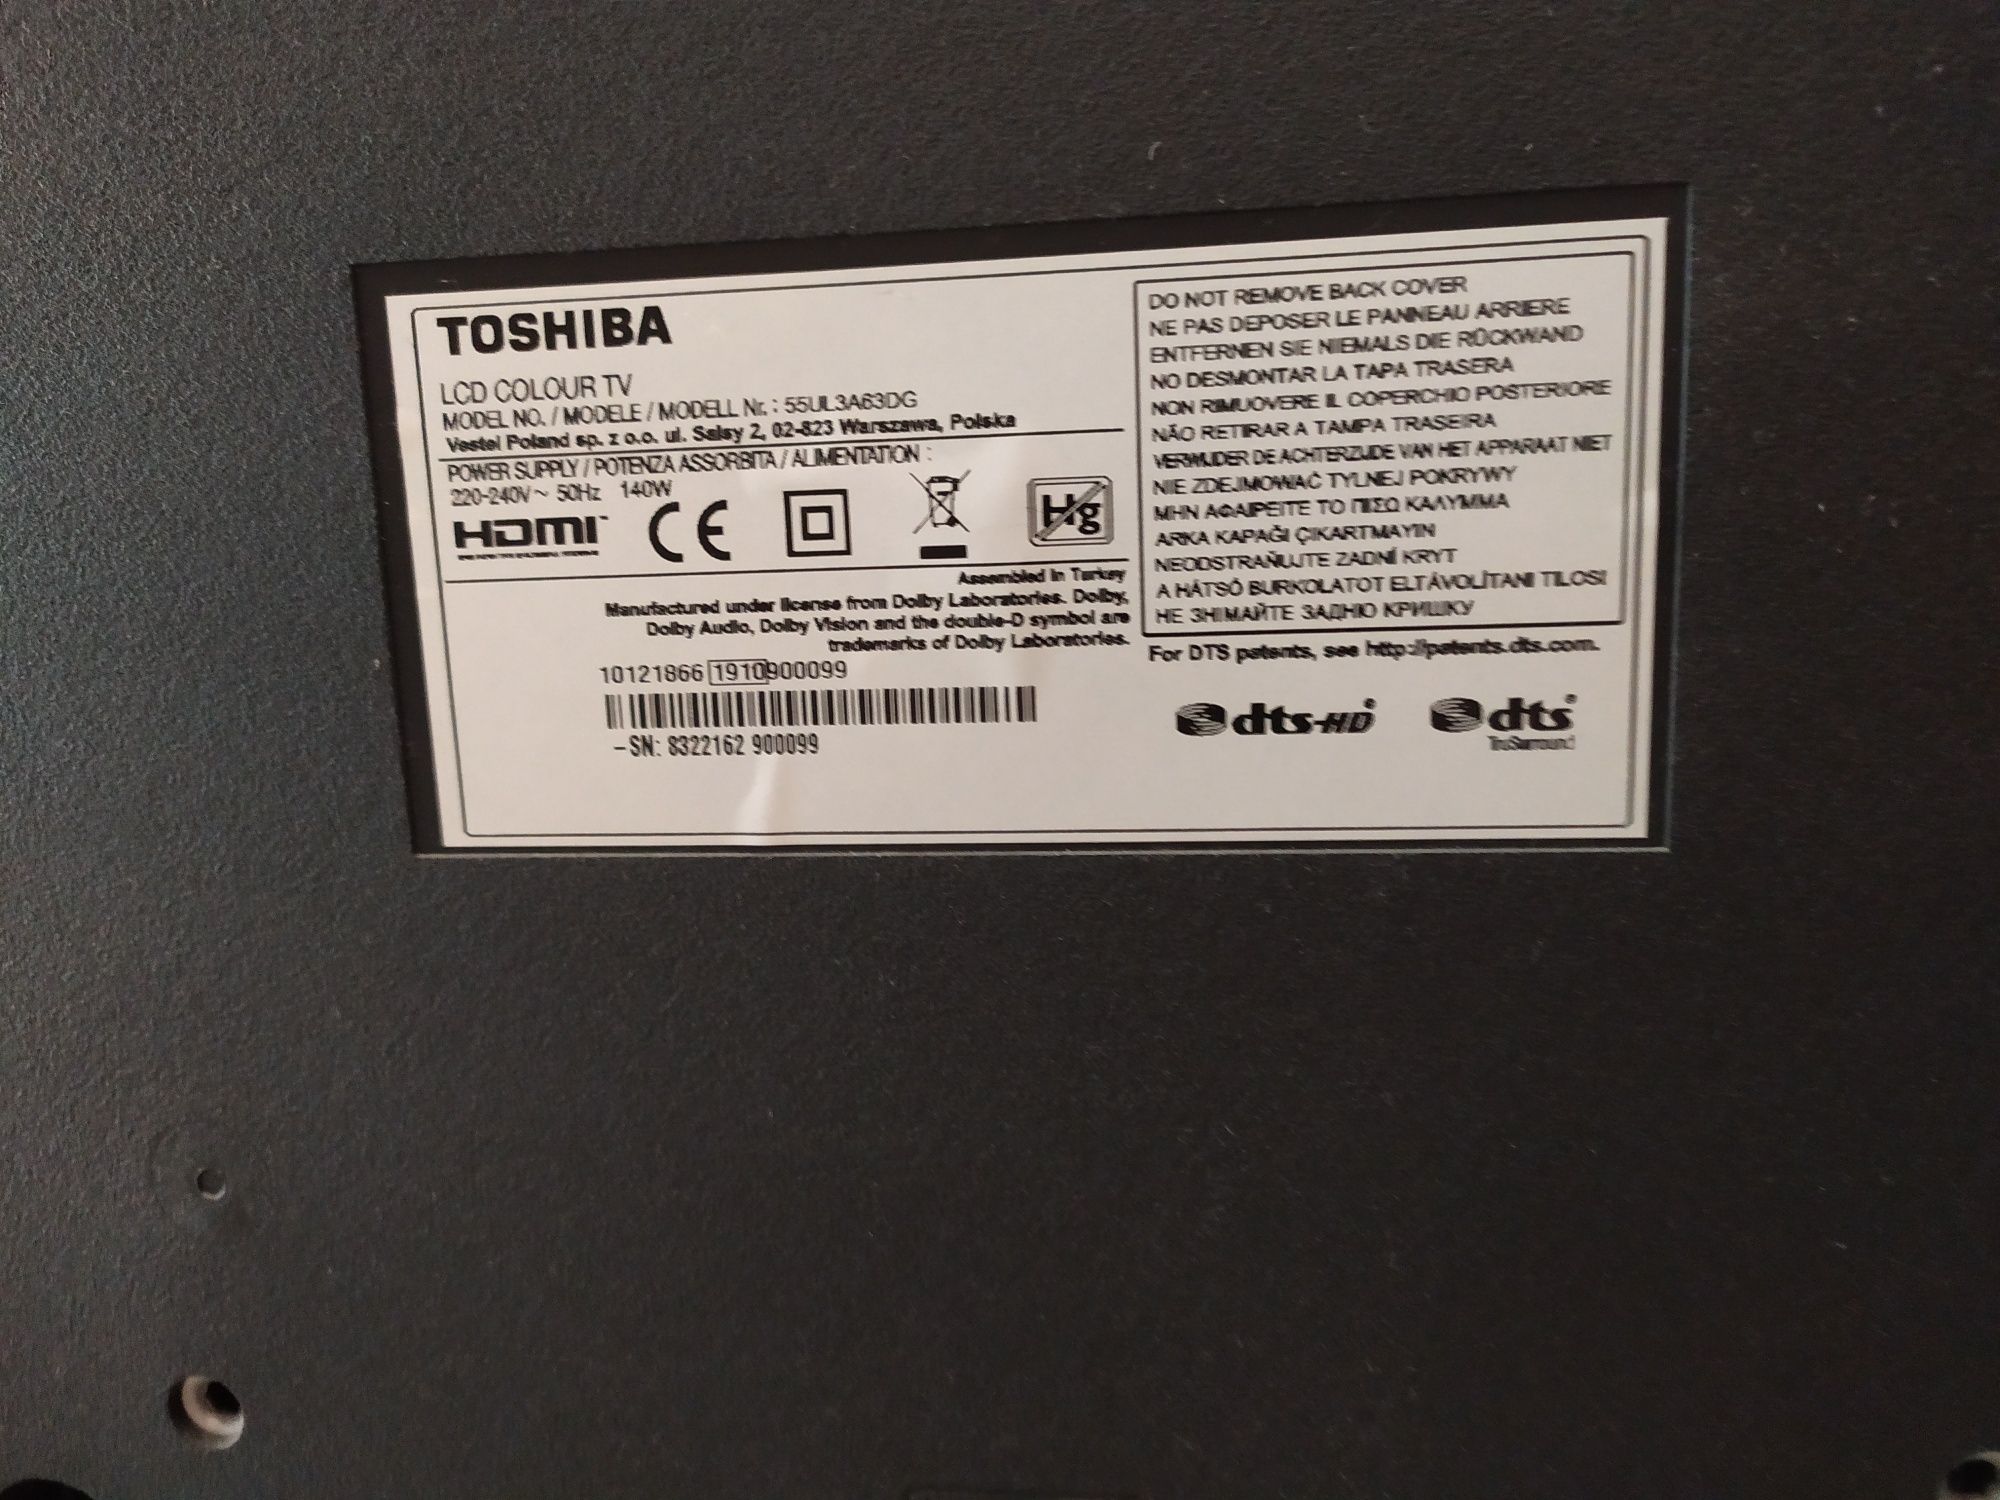 TOSHIBA
LCD COLOUR TV
MODEL NO. / MODELE / MODELL Nr. : 55UL3A63DG
Vestel Poland sp. z o.o. ul. Salsy 2, 02-823 Warszawa, Polska
POWER SUPPLY / POTENZA ASSORBITA / ALIMENTATION :
220-240V ~ 50Hz 140W
HDMI
CE
Hg
Assembled in Turkey
Manufactured under license from Dolby Laboratories. Dolby,
Dolby Audio, Dolby Vision and the double-D symbol are
trademarks of Dolby Laboratories.
10121866 1910900099
-SN: 8322162 900099
DO NOT REMOVE BACK COVER
NE PAS DEPOSER LE PANNEAU ARRIERE
ENTFERNEN SIE NIEMALS DIE RÜCKWAND
NO DESMONTAR LA TAPA TRASERA
NON RIMUOVERE IL COPERCHIO POSTERIORE
NÃO RETIRAR A TAMPA TRASEIRA
VERWIJDER DE ACHTERZIJDE VAN HET APPARAAT NIET
NIE ZDEJMOWAĆ TYLNEJ POKRYWY
ΜΗΝ ΑΦΑΙΡΕΙΤΕ ΤΟ ΠΙΣΩ ΚΑΛΥΜΜΑ
ARKA KAPAĞI ÇIKARTMAYIN
NEODSTRAŇUJTE ZADNÍ KRYT
A HÁTSÓ BURKOLATOT ELTÁVOLÍTANI TILOS!
НЕ ЗНІМАЙТЕ ЗАДНЮ КРИШКУ
For DTS patents, see http://patents.dts.com.
dts-HD
dts
TruSurround